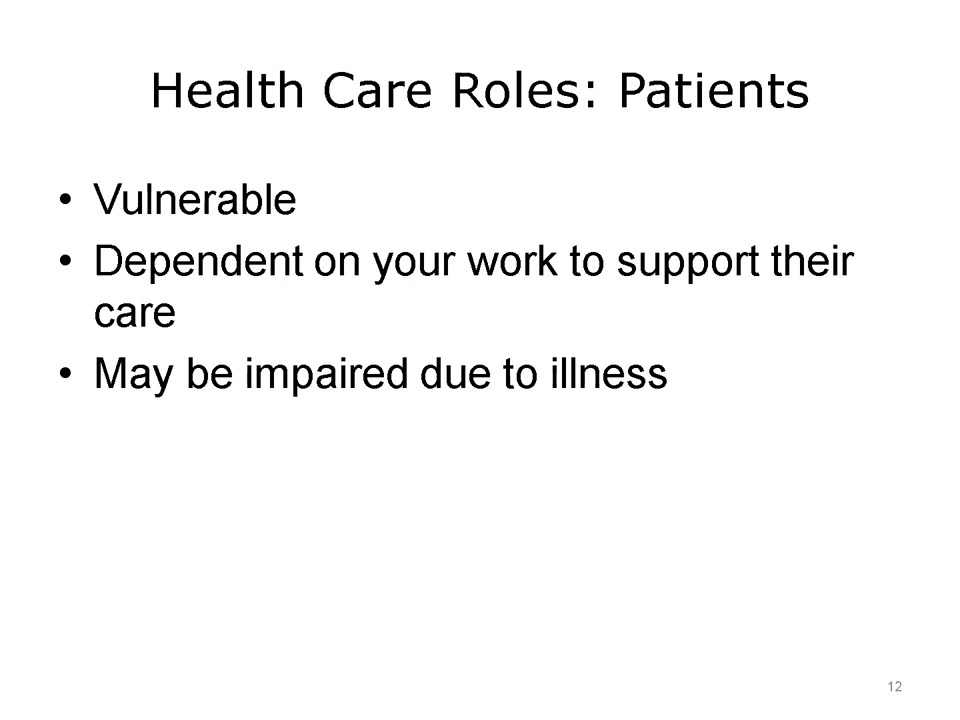 Health Care Roles: Patients
• Vulnerable
• Dependent on your work to support their
care
• May be impaired due to illness
12